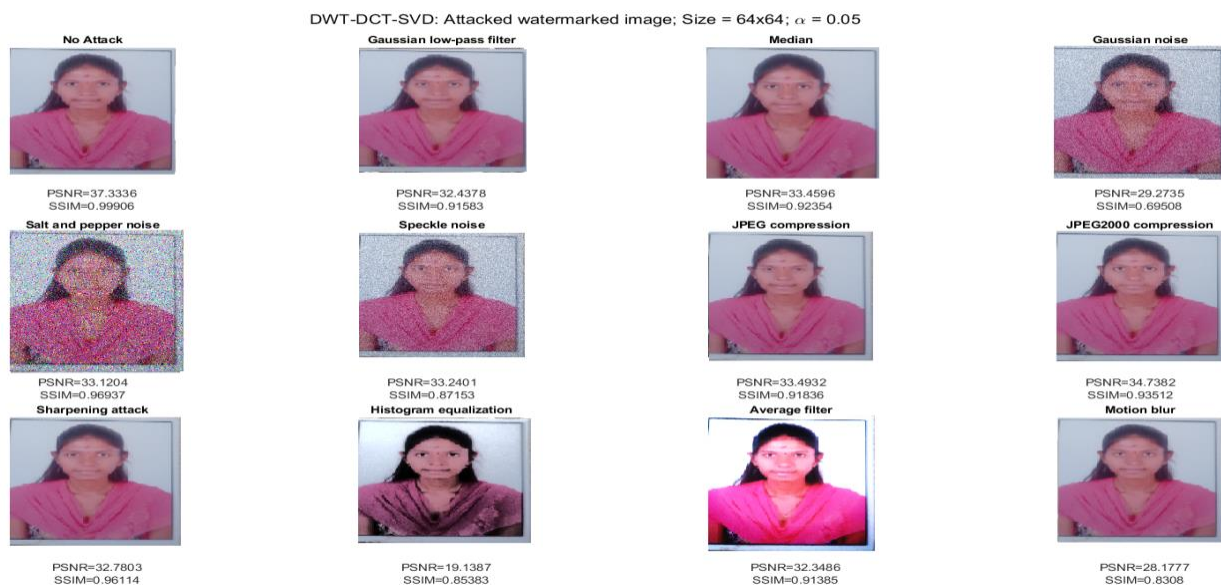 DWT-DCT-SVD: Attacked watermarked image; Size = 64x64; α = 0.05
No Attack
Gaussian low-pass filter
Median
Gaussian noise
PSNR=37.3336
SSIM=0.99906
PSNR=32.4378
SSIM=0.91583
PSNR=33.4596
SSIM=0.92354
PSNR=29.2735
SSIM=0.69508
Salt and pepper noise
Speckle noise
JPEG compression
JPEG2000 compression
PSNR=33.1204
SSIM=0.96937
PSNR=33.2401
SSIM=0.87153
PSNR=33.4932
SSIM=0.91836
PSNR=34.7382
SSIM=0.93512
Sharpening attack
Histogram equalization
Average filter
Motion blur
PSNR=32.7803
SSIM=0.96114
PSNR=19.1387
SSIM=0.85383
PSNR=32.3486
SSIM=0.91385
PSNR=28.1777
SSIM=0.8308